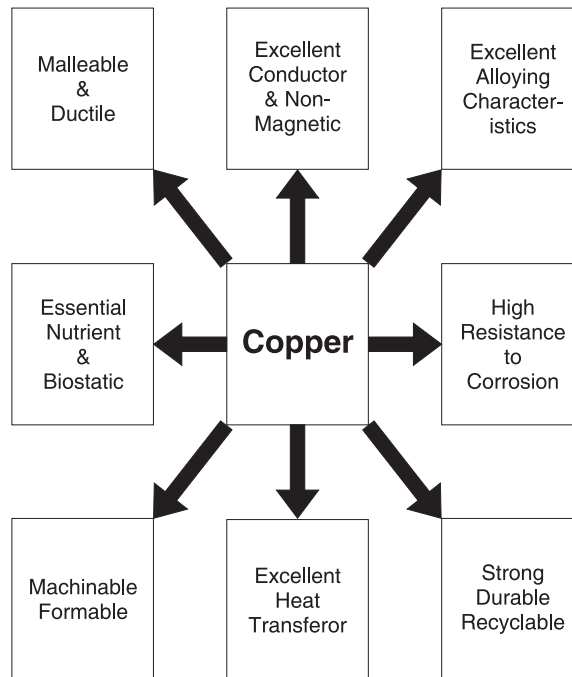 Malleable
&
Ductile
Excellent
Conductor
& Non-
Magnetic
Excellent
Alloying
Character-
istics
Essential
Nutrient
&
Biostatic
Copper
High
Resistance
to
Corrosion
Machinable
Formable
Excellent
Heat
Transferor
Strong
Durable
Recyclable